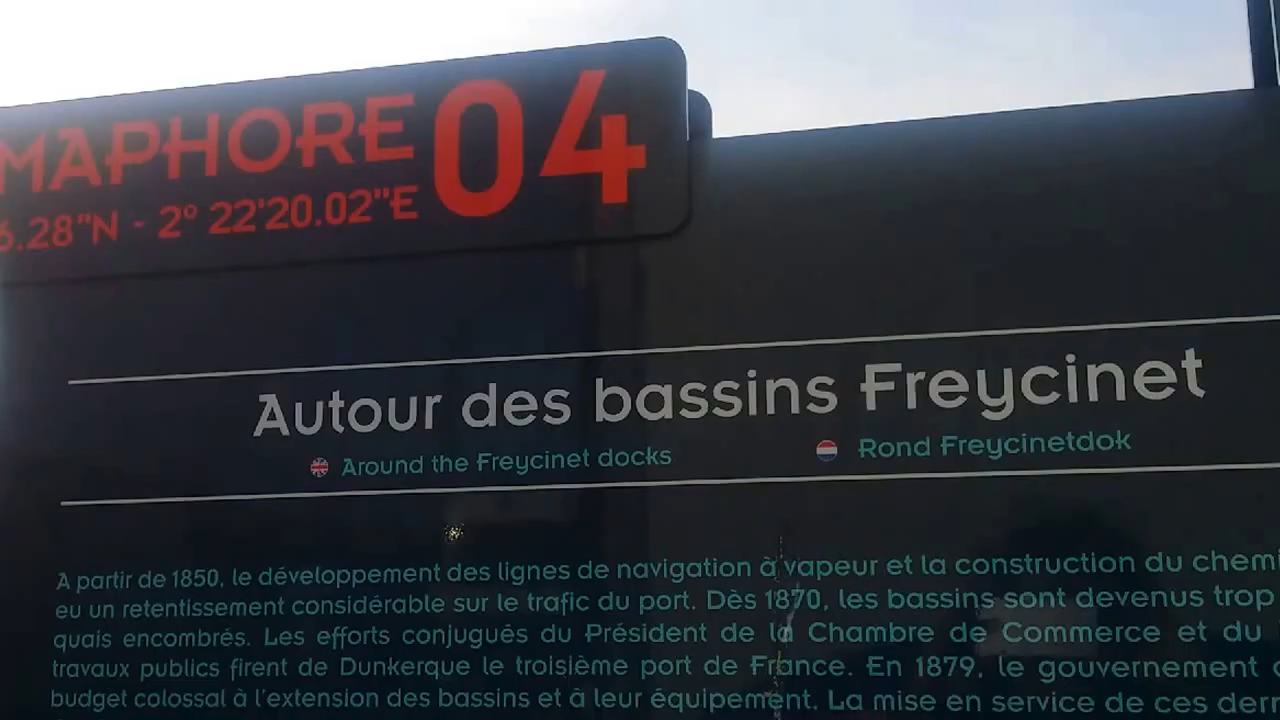 MAPHORE 04
6.28"N - 2° 22'20.02"E
Autour des bassins Freycinet
Around the Freycinet docks
Rond Freycinetdok
A partir de 1850, le développement des lignes de navigation à vapeur et la construction du chemi
eu un retentissement considérable sur le trafic du port. Dès 1870, les bassins sont devenus trop
quais encombrés. Les efforts conjugués du Président de la Chambre de Commerce et du
travaux publics firent de Dunkerque le troisième port de France. En 1879, le gouvernement
budget colossal à l'extension des bassins et à leur équipement. La mise en service de ces dern